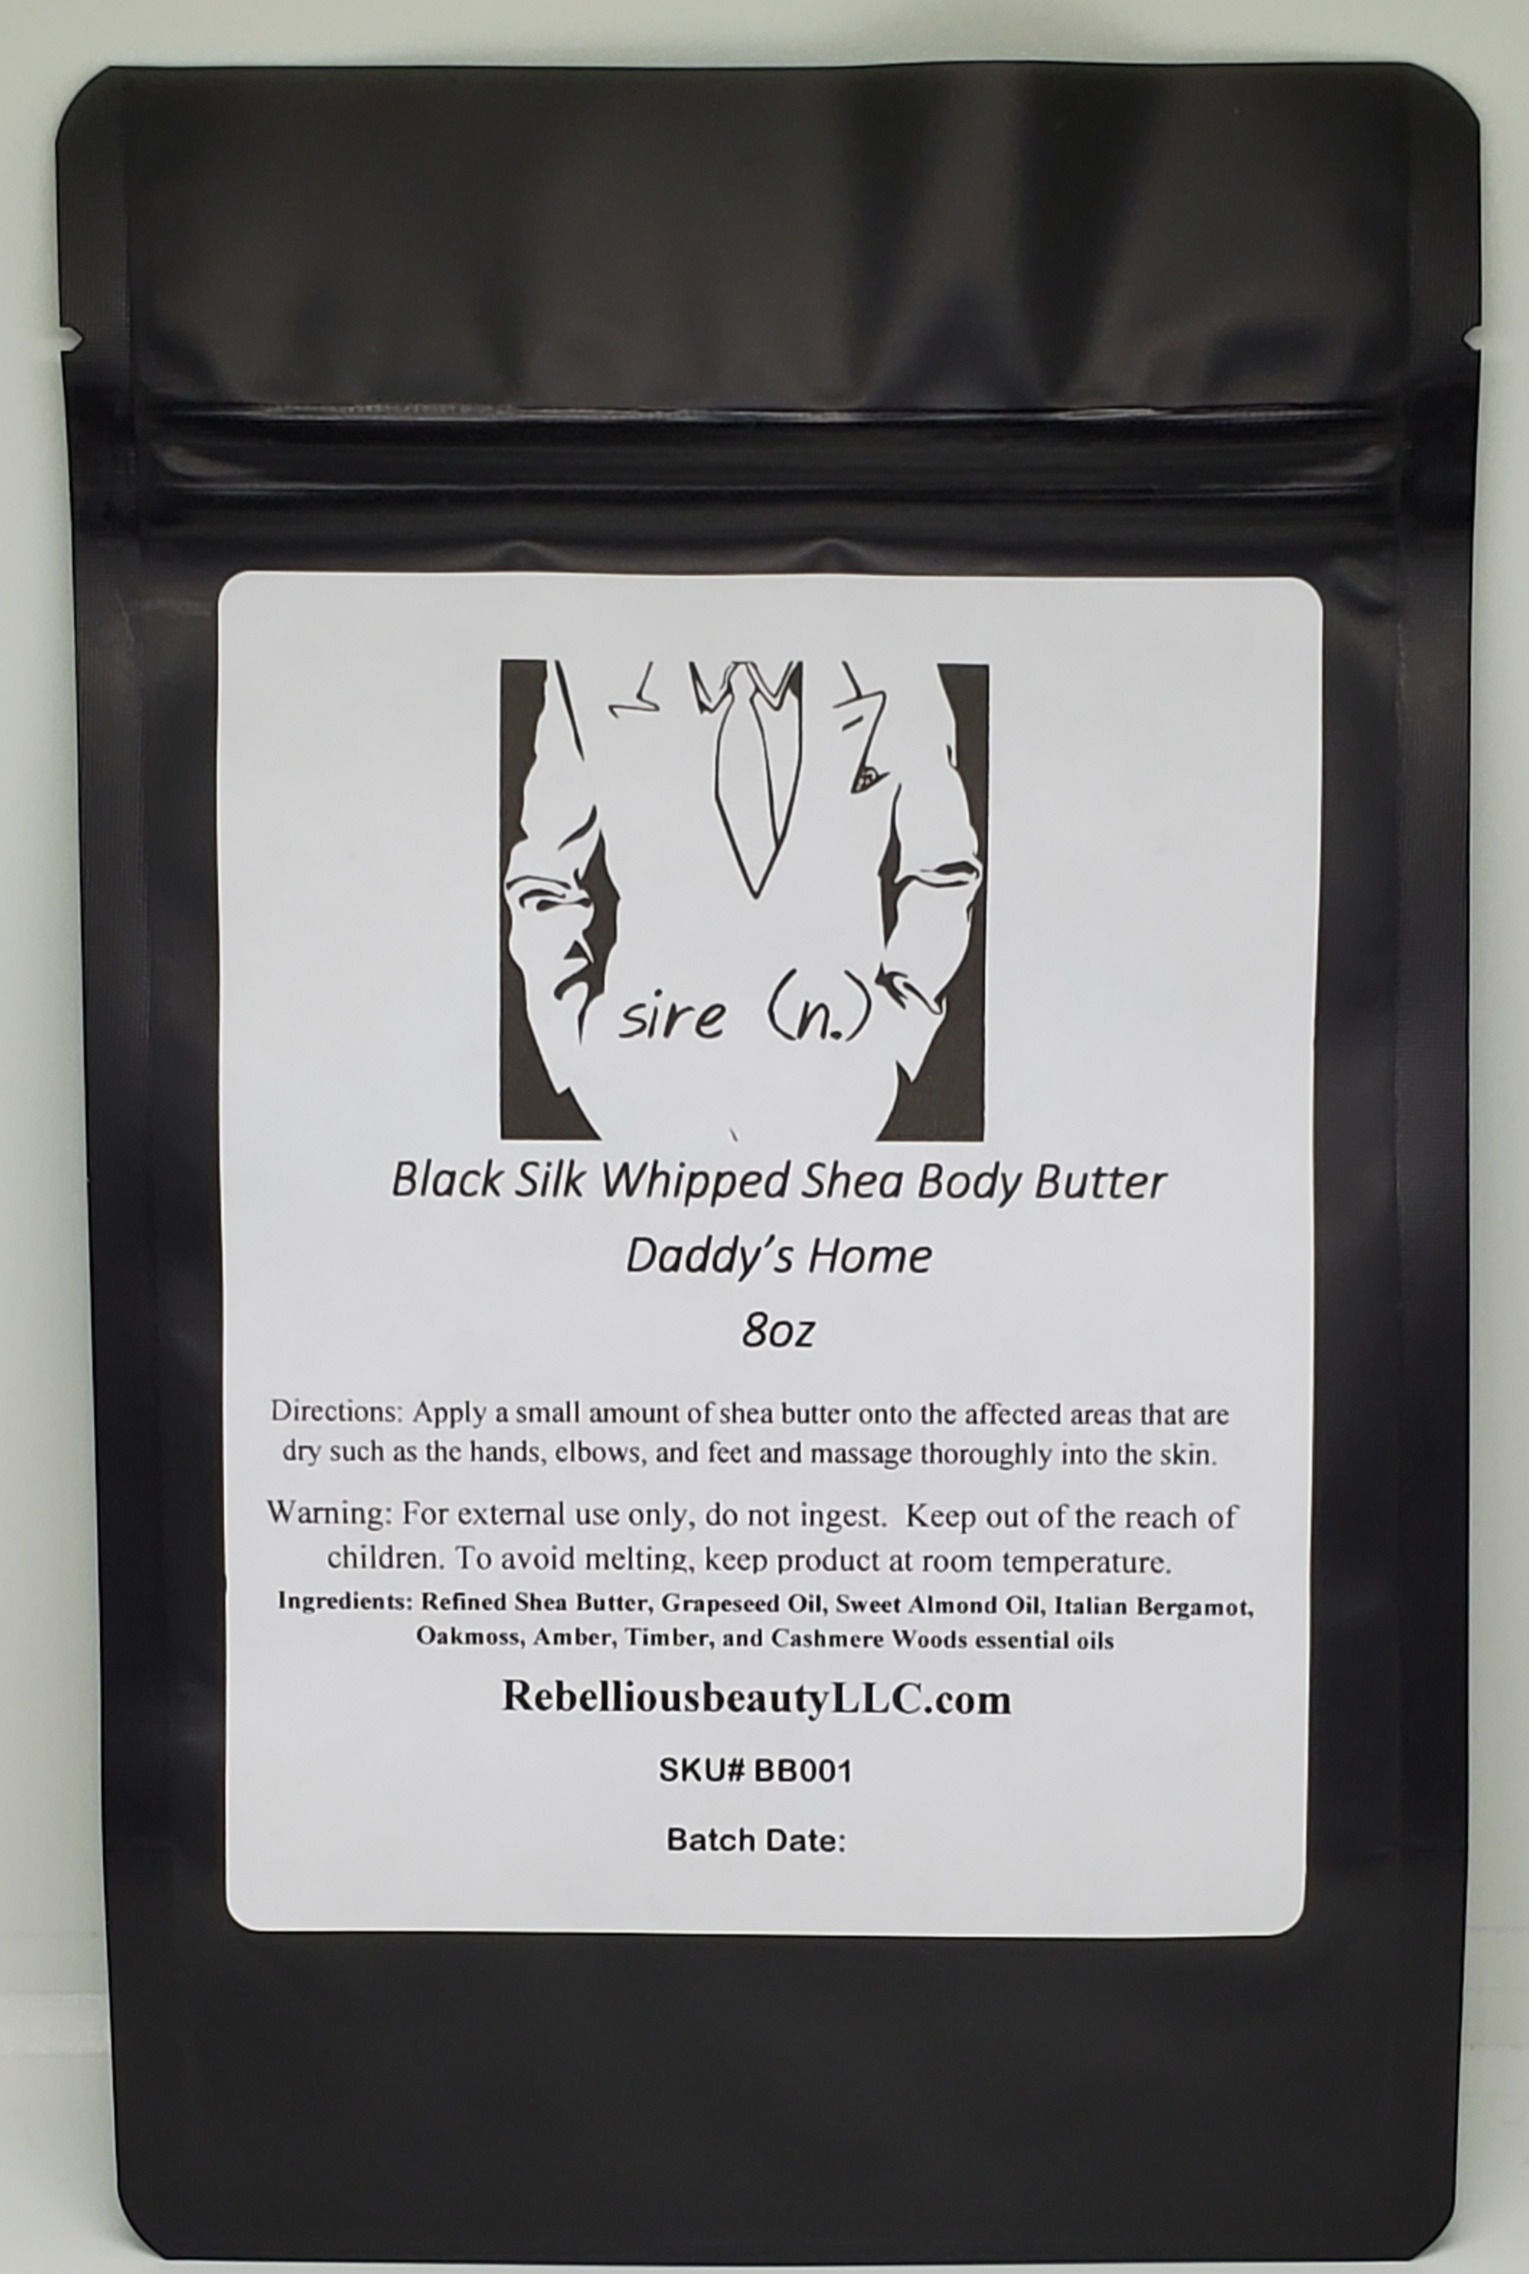 sire (n.)
Black Silk Whipped Shea Body Butter
Daddy's Home
8oz
Directions: Apply a small amount of shea butter onto the affected areas that are
dry such as the hands, elbows, and feet and massage thoroughly into the skin.
Warning: For external use only, do not ingest. Keep out of the reach of
children. To avoid melting, keep product at room temperature.
Ingredients: Refined Shea Butter, Grapeseed Oil, Sweet Almond Oil, Italian Bergamot,
Oakmoss, Amber, Timber, and Cashmere Woods essential oils
RebelliousbeautyLLC.com
SKU# BB001
Batch Date: